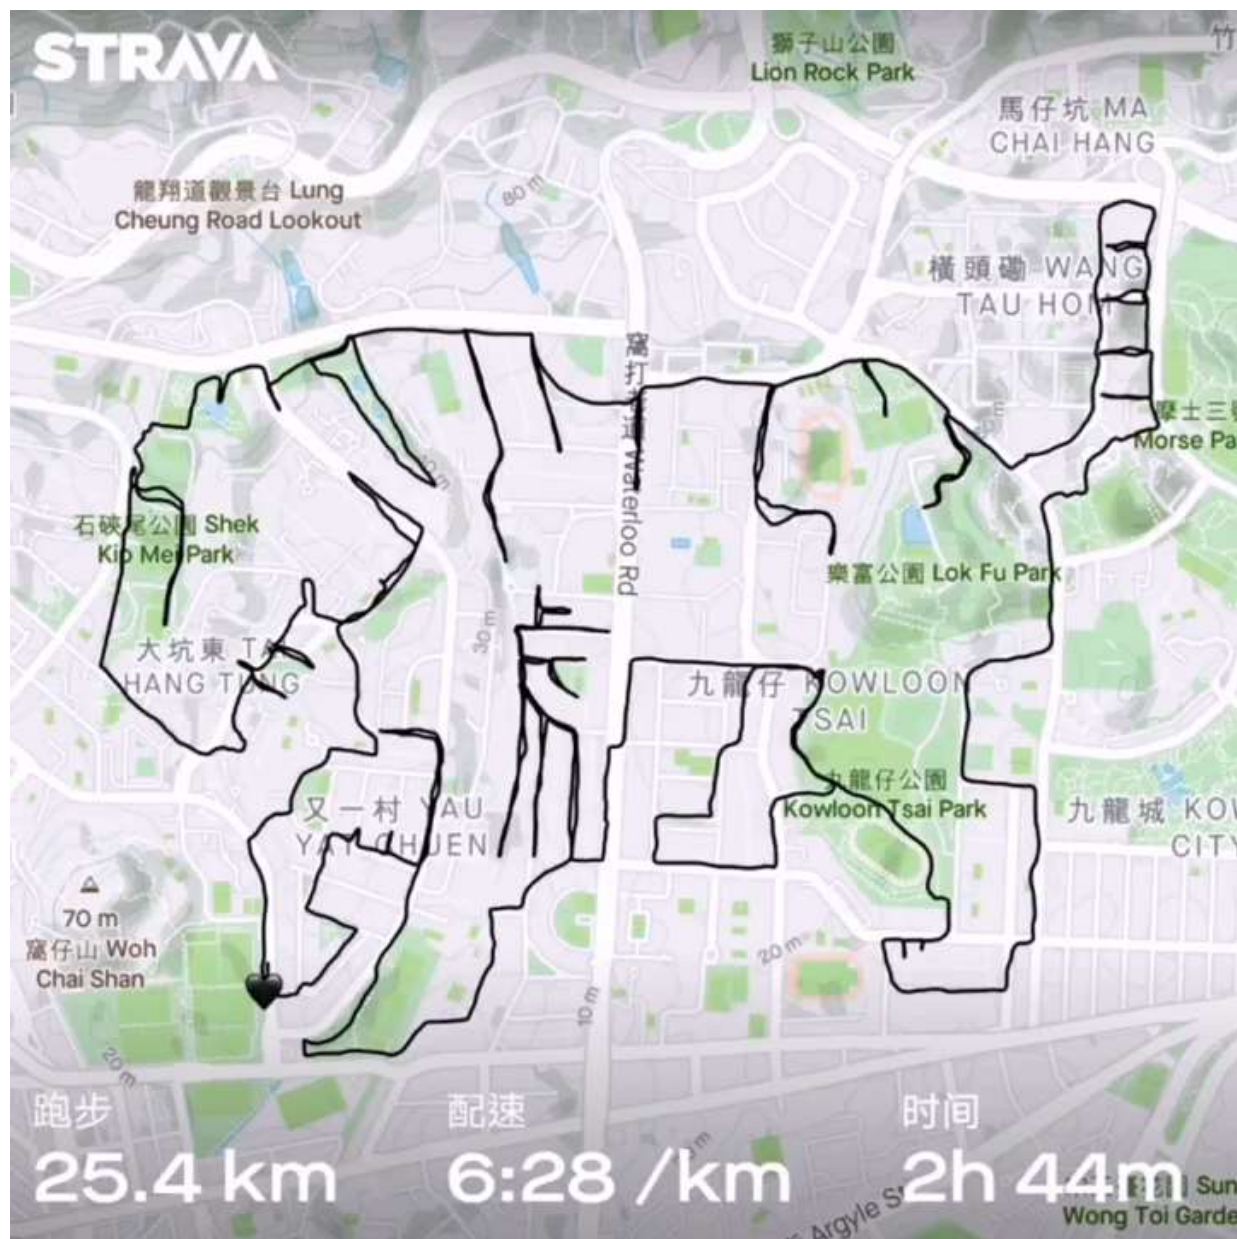 STRAVA
獅子山公園
Lion Rock Park
竹
馬仔坑 MA
CHAI HANG
龍翔道觀景台 Lung
Cheung Road Lookout
80 m
橫頭磡 WANG
TAU HOM
窩打老道 Waterloo Rd
摩士三號
Morse Pa
石硤尾公園 Shek
Kip Mei Park
樂富公園 Lok Fu Park
30 m
大坑東 TAI
HANG TUNG
九龍仔 KOWLOON
TSAI
九龍仔公園
Kowloon Tsai Park
又一村 YAU
YAT CHUEN
九龍城 KOW
CITY
70 m
窩仔山 Woh
Chai Shan
20 m
10 m
20 m
跑步
配速
时间
25.4 km
6:28 /km
2h 44m
Argyle S
Sun
Wong Toi Garde